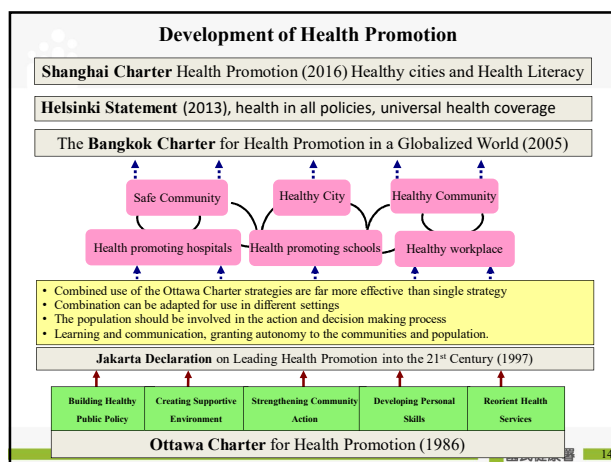 Development of Health Promotion
Shanghai Charter Health Promotion (2016) Healthy cities and Health Literacy
Helsinki Statement (2013), health in all policies, universal health coverage
The Bangkok Charter for Health Promotion in a Globalized World (2005)
Safe Community
Healthy City
Healthy Community
Health promoting hospitals
Health promoting schools
Healthy workplace
• Combined use of the Ottawa Charter strategies are far more effective than single strategy
• Combination can be adapted for use in different settings
• The population should be involved in the action and decision making process
• Learning and communication, granting autonomy to the communities and population.
Jakarta Declaration on Leading Health Promotion into the 21st Century (1997)
Building Healthy
Public Policy
Creating Supportive
Environment
Strengthening Community
Action
Developing Personal
Skills
Reorient Health
Services
Ottawa Charter for Health Promotion (1986)
14